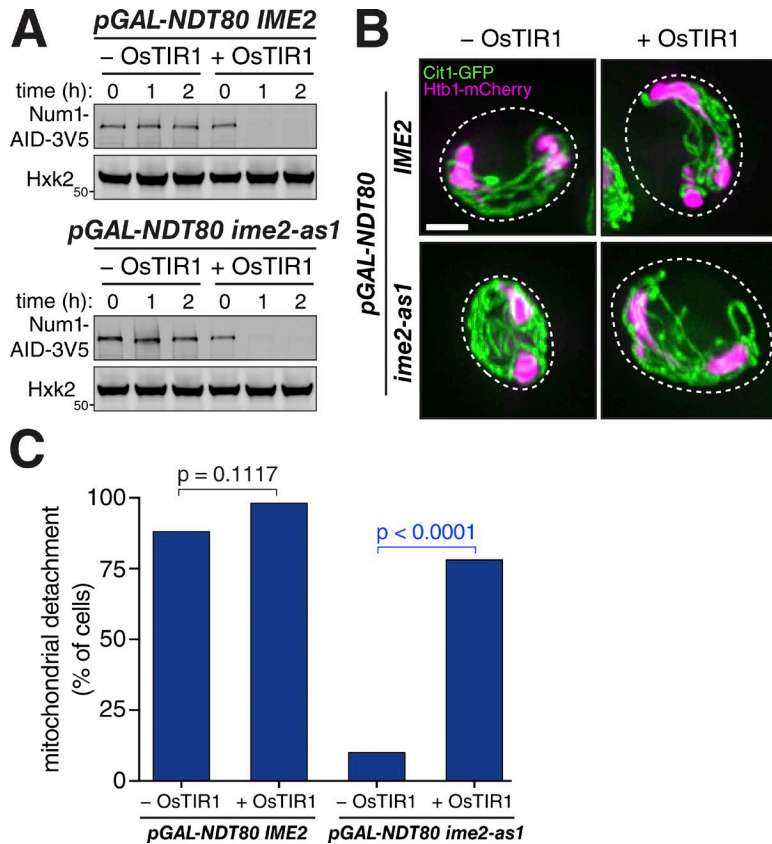 A
pGAL-NDT80 IME2
– OsTIR1 + OsTIR1
time (h): 0 1 2 0 1 2
Num1-
AID-3V5
Hxk2
50
pGAL-NDT80 ime2-as1
– OsTIR1 + OsTIR1
time (h): 0 1 2 0 1 2
Num1-
AID-3V5
Hxk2
50
B
– OsTIR1 + OsTIR1
Cit1-GFP
Htb1-mCherry
pGAL-NDT80
IME2
ime2-as1
C
p = 0.1117
p < 0.0001
mitochondrial detachment
(% of cells)
100
75
50
25
0
– OsTIR1 + OsTIR1 – OsTIR1 + OsTIR1
pGAL-NDT80 IME2 pGAL-NDT80 ime2-as1